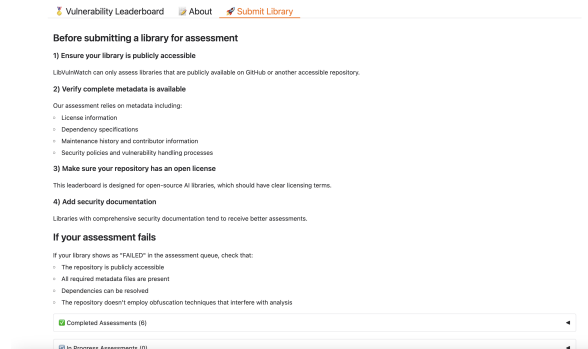 🏅 Vulnerability Leaderboard 📝 About 🚀 Submit Library
Before submitting a library for assessment
1) Ensure your library is publicly accessible
LibVulnWatch can only assess libraries that are publicly available on GitHub or another accessible repository.
2) Verify complete metadata is available
Our assessment relies on metadata including:
License information
Dependency specifications
Maintenance history and contributor information
Security policies and vulnerability handling processes
3) Make sure your repository has an open license
This leaderboard is designed for open-source AI libraries, which should have clear licensing terms.
4) Add security documentation
Libraries with comprehensive security documentation tend to receive better assessments.
If your assessment fails
If your library shows as "FAILED" in the assessment queue, check that:
The repository is publicly accessible
All required metadata files are present
Dependencies can be resolved
The repository doesn't employ obfuscation techniques that interfere with analysis
✅ Completed Assessments (6)
In Progress Assessments (0)